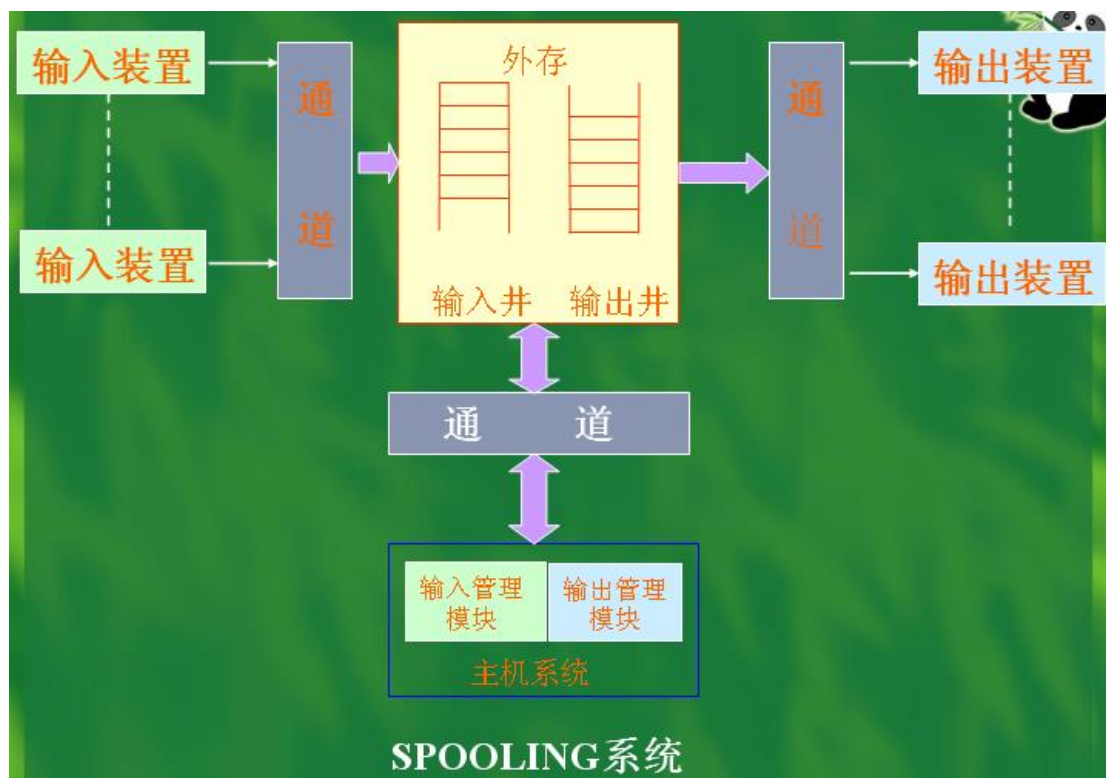 输入装置
输入装置
通
道
外存
输入井 输出井
通
道
输出装置
输出装置
通 道
输入管理
模块
输出管理
模块
主机系统
SPOOLING系统